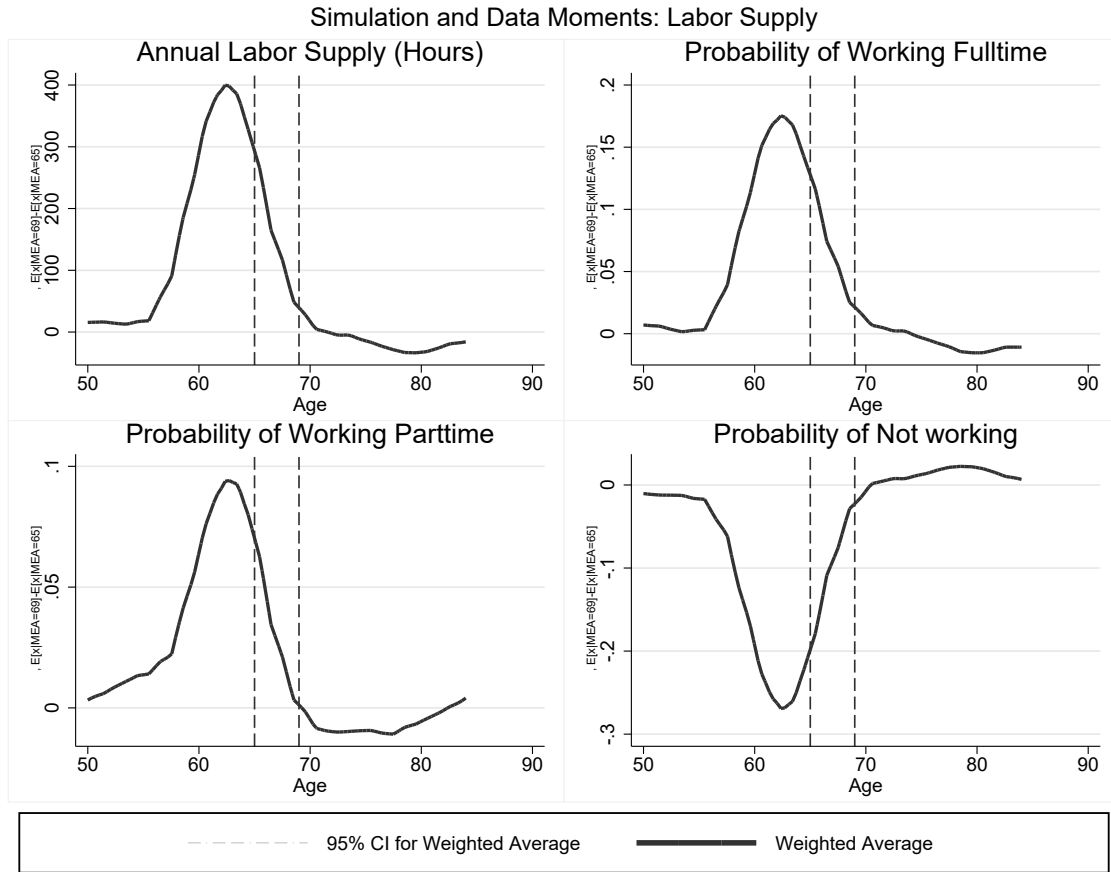 Simulation and Data Moments: Labor Supply
Annual Labor Supply (Hours)
, E[x|MEA=69]-E[x|MEA=65]
400
300
200
100
0
50 60 70 80 90
Age
Probability of Working Fulltime
, E[x|MEA=69]-E[x|MEA=65]
.2
.15
.1
.05
0
50 60 70 80 90
Age
Probability of Working Parttime
, E[x|MEA=69]-E[x|MEA=65]
.1
.05
0
50 60 70 80 90
Age
Probability of Not working
, E[x|MEA=69]-E[x|MEA=65]
0
-.1
-.2
-.3
50 60 70 80 90
Age
95% CI for Weighted Average Weighted Average